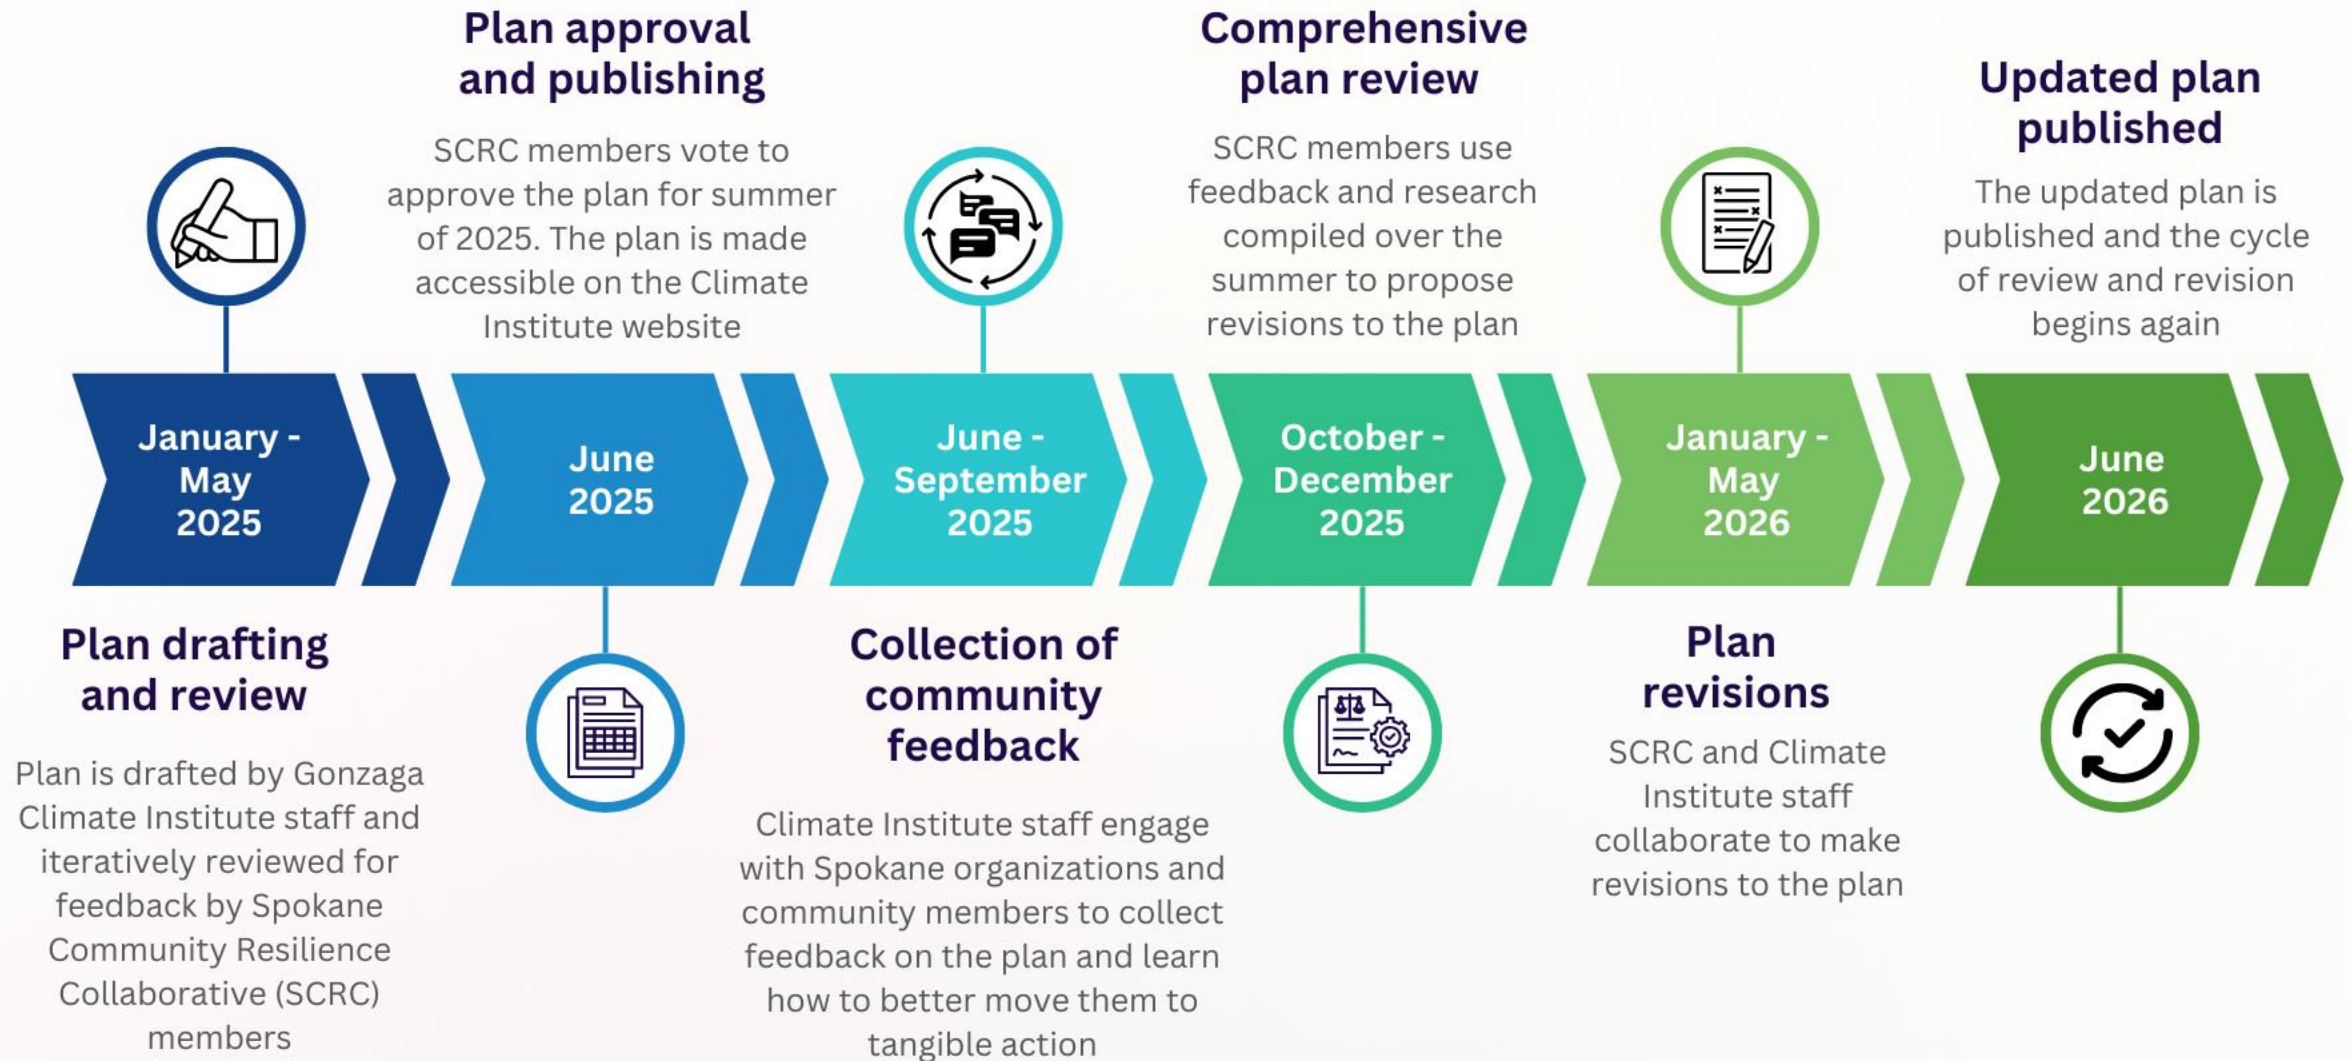 January -
May
2025
Plan drafting
and review
Plan is drafted by Gonzaga
Climate Institute staff and
iteratively reviewed for
feedback by Spokane
Community Resilience
Collaborative (SCRC)
members
Plan approval
and publishing
SCRC members vote to
approve the plan for summer
of 2025. The plan is made
accessible on the Climate
Institute website
June
2025
June -
September
2025
Collection of
community
feedback
Climate Institute staff engage
with Spokane organizations and
community members to collect
feedback on the plan and learn
how to better move them to
tangible action
Comprehensive
plan review
SCRC members use
feedback and research
compiled over the
summer to propose
revisions to the plan
October -
December
2025
January -
May
2026
Plan
revisions
SCRC and Climate
Institute staff
collaborate to make
revisions to the plan
Updated plan
published
The updated plan is
published and the cycle
of review and revision
begins again
June
2026